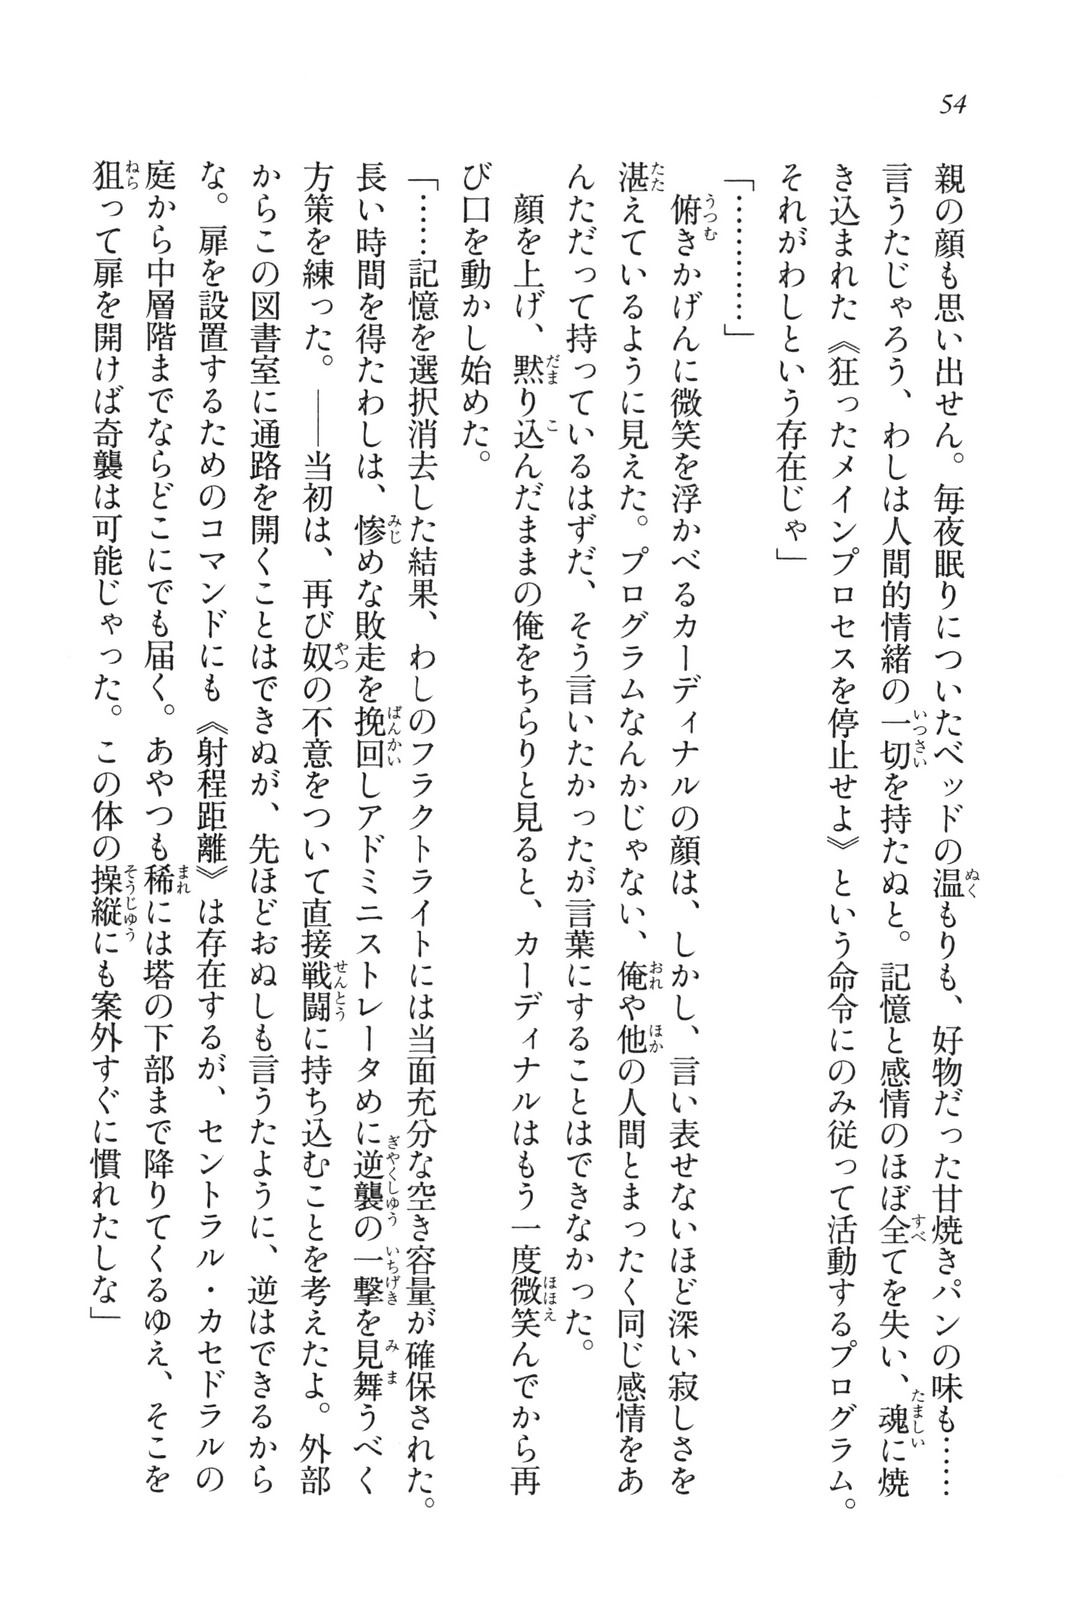 54
親の顔も思い出せん。毎夜眠りについたベッドの温もりも、好物だった甘焼きパンの味も……
言うたじゃろう、わしは人間的情緒の一切を持たぬと。記憶と感情のほぼ全てを失い、魂に焼
き込まれた《狂ったメインプロセスを停止せよ》という命令にのみ従って活動するプログラム。
それがわしという存在じゃ」
「…………」
　俯きかげんに微笑を浮かべるカーディナルの顔は、しかし、言い表せないほど深い寂しさを
湛えているように見えた。プログラムなんかじゃない、俺や他の人間とまったく同じ感情をあ
んただって持っているはずだ、そう言いたかったが言葉にすることはできなかった。
　顔を上げ、黙り込んだままの俺をちらりと見ると、カーディナルはもう一度微笑んでから再
び口を動かし始めた。
「……記憶を選択消去した結果、わしのフラクトライトには当面充分な空き容量が確保された。
長い時間を得たわしは、惨めな敗走を挽回しアドミニストレータめに逆襲の一撃を見舞うべく
方策を練った。――当初は、再び奴の不意をついて直接戦闘に持ち込むことを考えたよ。外部
からこの図書室に通路を開くことはできぬが、先ほどおぬしも言うたように、逆はできるから
な。扉を設置するためのコマンドにも《射程距離》は存在するが、セントラル・カセドラルの
庭から中層階までならどこにでも届く。あやつも稀には塔の下部まで降りてくるゆえ、そこを
狙って扉を開けば奇襲は可能じゃった。この体の操縦にも案外すぐに慣れたしな」